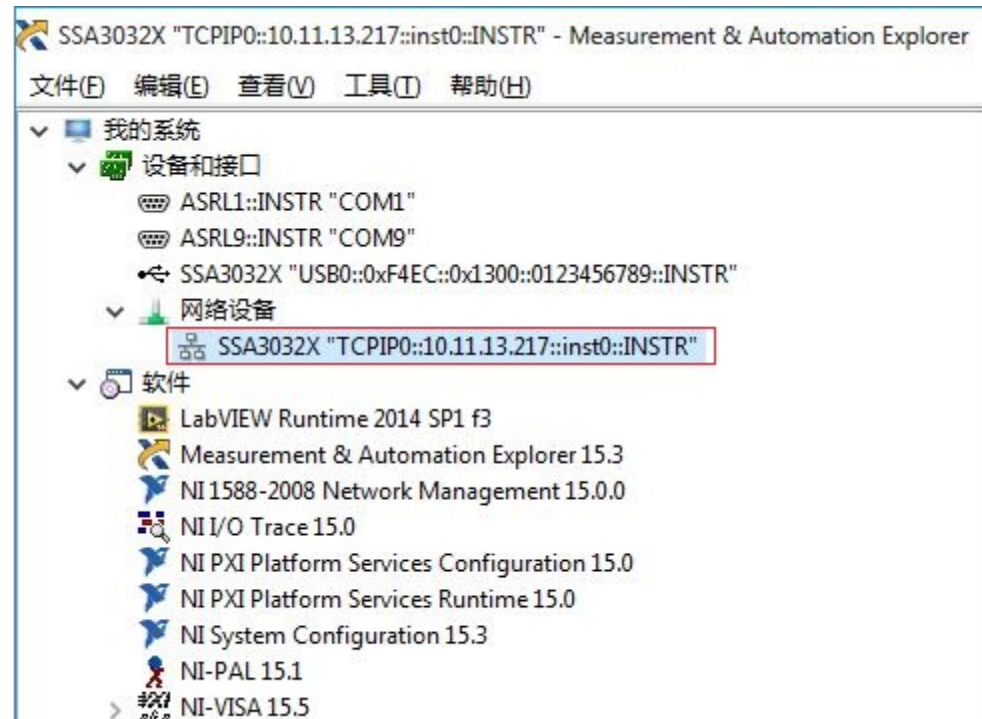 SSA3032X "TCPIP0::10.11.13.217::inst0::INSTR" - Measurement & Automation Explorer
文件(F) 编辑(E) 查看(V) 工具(T) 帮助(H)
我的系统
设备和接口
ASRL1::INSTR "COM1"
ASRL9::INSTR "COM9"
SSA3032X "USB0::0xF4EC::0x1300::0123456789::INSTR"
网络设备
SSA3032X "TCPIP0::10.11.13.217::inst0::INSTR"
软件
LabVIEW Runtime 2014 SP1 f3
Measurement & Automation Explorer 15.3
NI 1588-2008 Network Management 15.0.0
NI I/O Trace 15.0
NI PXI Platform Services Configuration 15.0
NI PXI Platform Services Runtime 15.0
NI System Configuration 15.3
NI-PAL 15.1
NI-VISA 15.5